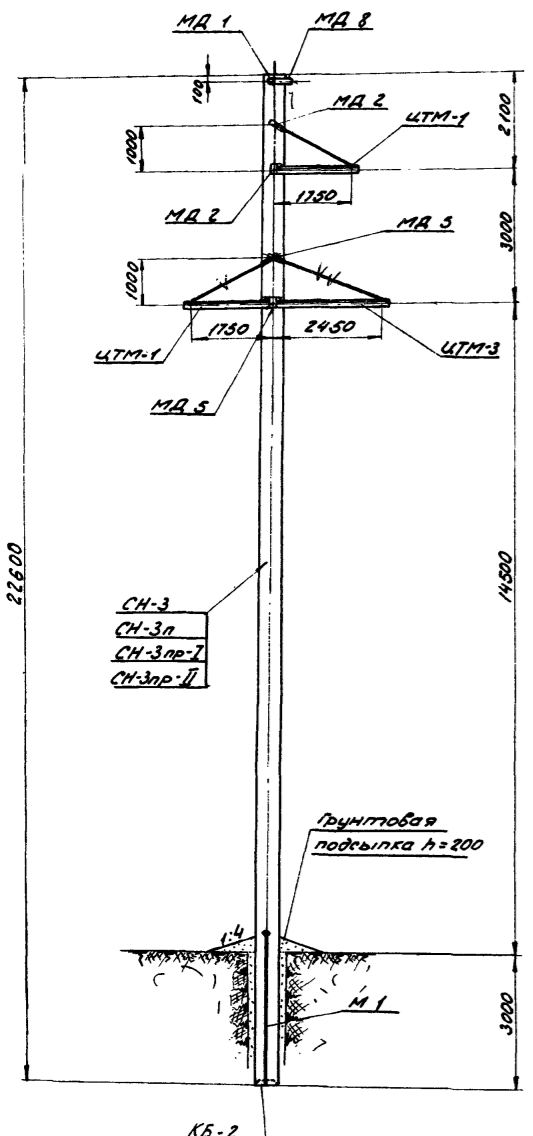 МД 1
МД 8
100
МД 2
ЦТМ-1
1000
2100
МД 2
1750
3000
МД 5
1000
1750
2450
ЦТМ-1
ЦТМ-3
МД 5
22600
14500
СН-3
СН-3п
СН-3пр-I
СН-3пр-II
Грунтовая
подсыпка h=200
1:4
М 1
3000
КБ-2